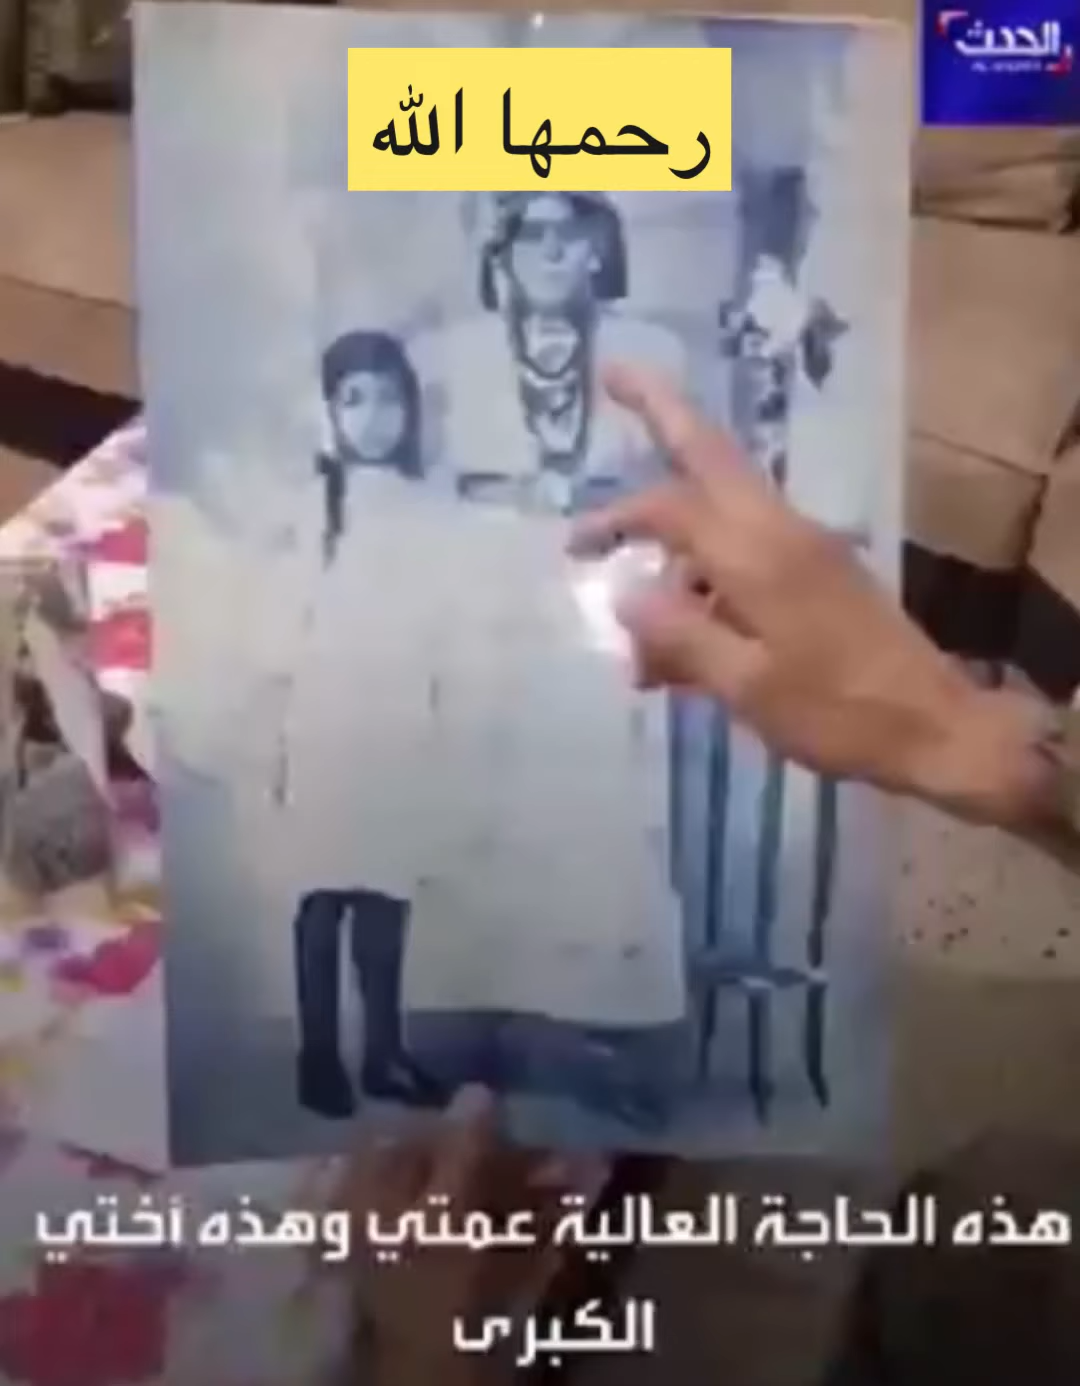 الحدث
رحمها الله
هذه الحاجة العالية عمتي وهذه أختي
الكبرى